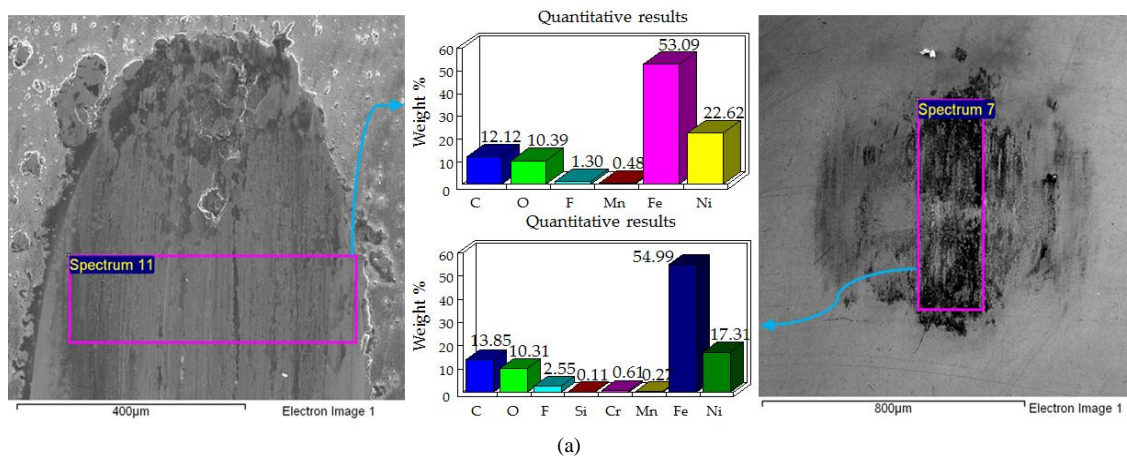 Spectrum 11
400µm
Electron Image 1
Quantitative results
Weight %
60
50
40
30
20
10
0
12.12
10.39
1.30
0.48
53.09
22.62
C O F Mn Fe Ni
Quantitative results
Weight %
60
50
40
30
20
10
0
13.85
10.31
2.55
0.11
0.61
0.27
54.99
17.31
C O F Si Cr Mn Fe Ni
Spectrum 7
800µm
Electron Image 1
(a)